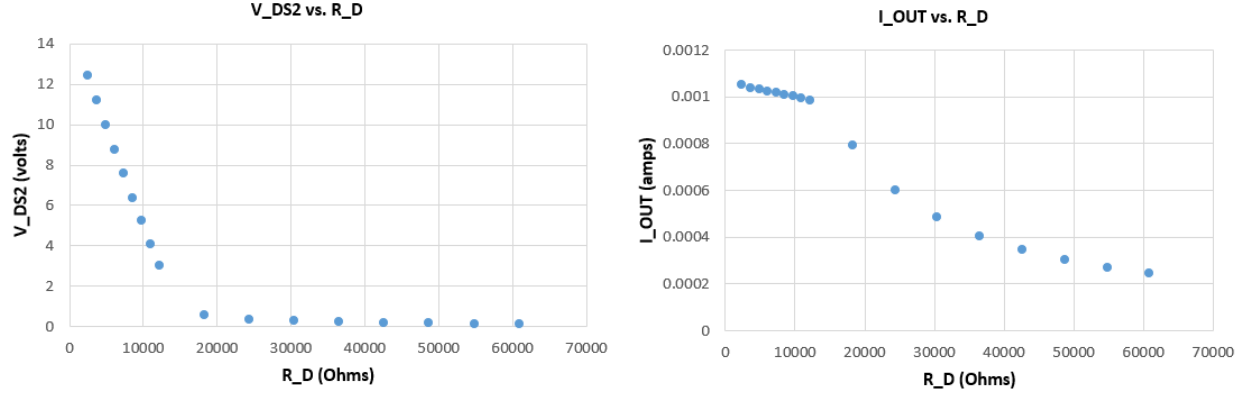 V_DS2 vs. R_D
14
12
10
8
6
4
2
0
V_DS2 (volts)
0 10000 20000 30000 40000 50000 60000 70000
R_D (Ohms)
I_OUT vs. R_D
0.0012
0.001
0.0008
0.0006
0.0004
0.0002
0
I_OUT (amps)
0 10000 20000 30000 40000 50000 60000 70000
R_D (Ohms)